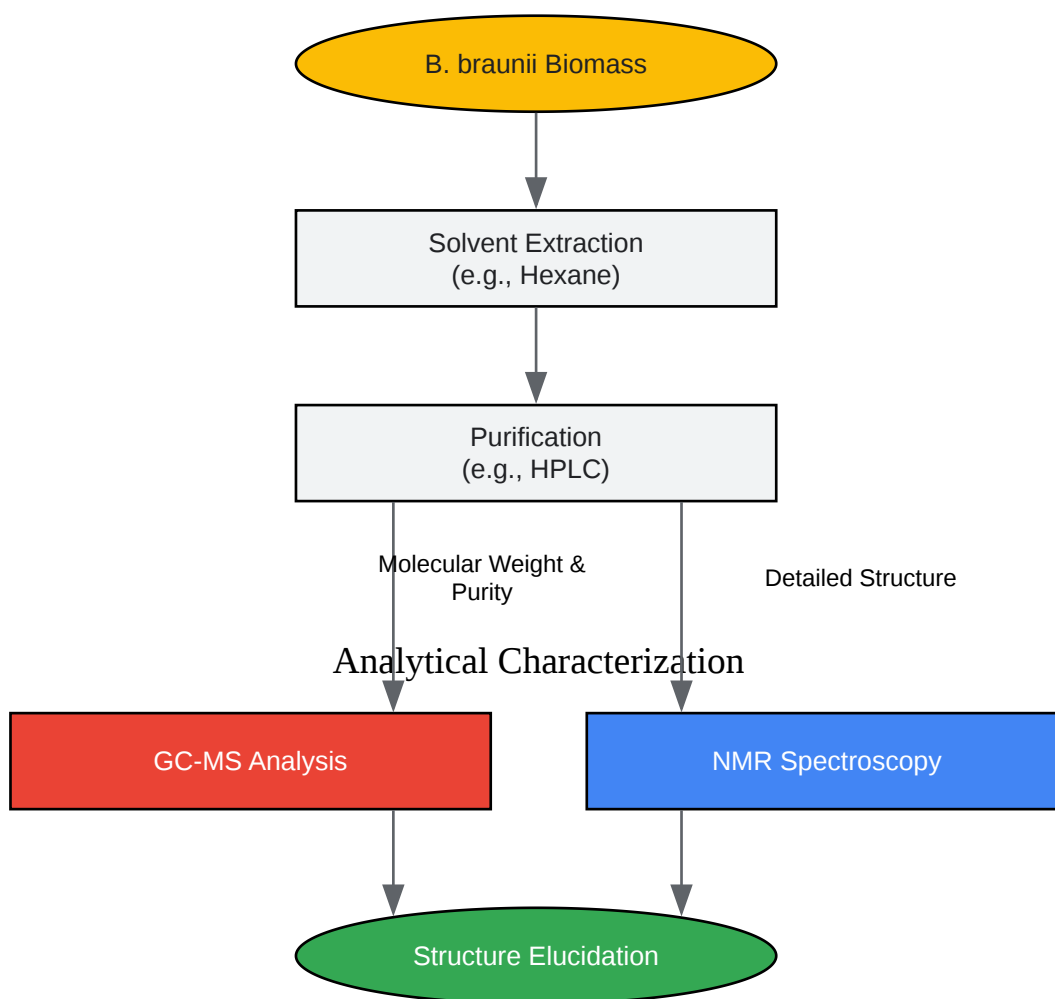 B. braunii Biomass
Solvent Extraction
(e.g., Hexane)
Purification
(e.g., HPLC)
Molecular Weight &
Purity
Detailed Structure
Analytical Characterization
GC-MS Analysis
NMR Spectroscopy
Structure Elucidation